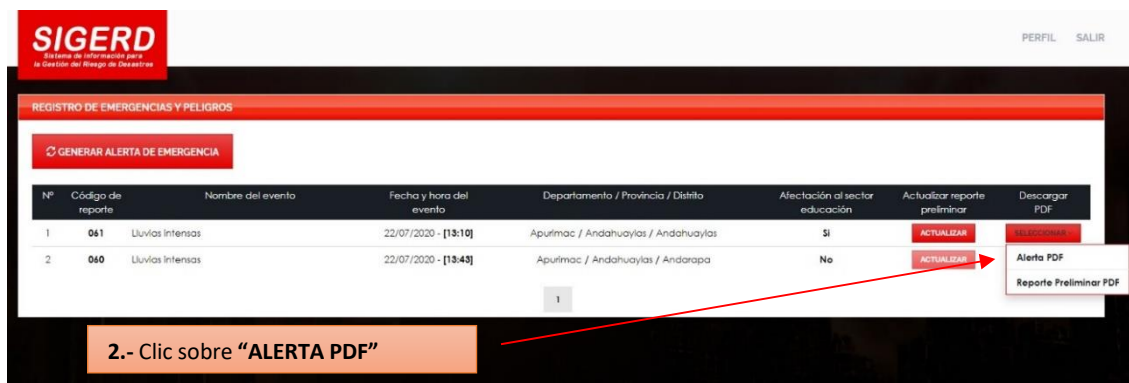 SIGERD
Sistema de información para
la Gestión del Riesgo de Desastres
PERFIL SALIR
REGISTRO DE EMERGENCIAS Y PELIGROS
GENERAR ALERTA DE EMERGENCIA
Nº Código de reporte Nombre del evento Fecha y hora del evento Departamento / Provincia / Distrito Afectación al sector educación Actualizar reporte preliminar Descargar PDF
1 061 Lluvias intensas 22/07/2020 - [13:10] Apurimac / Andahuaylas / Andahuaylas Si ACTUALIZAR SELECCIONAR
2 060 Lluvias intensas 22/07/2020 - [13:43] Apurimac / Andahuaylas / Andarapa No ACTUALIZAR
Alerta PDF
Reporte Preliminar PDF
1
2.- Clic sobre “ALERTA PDF”